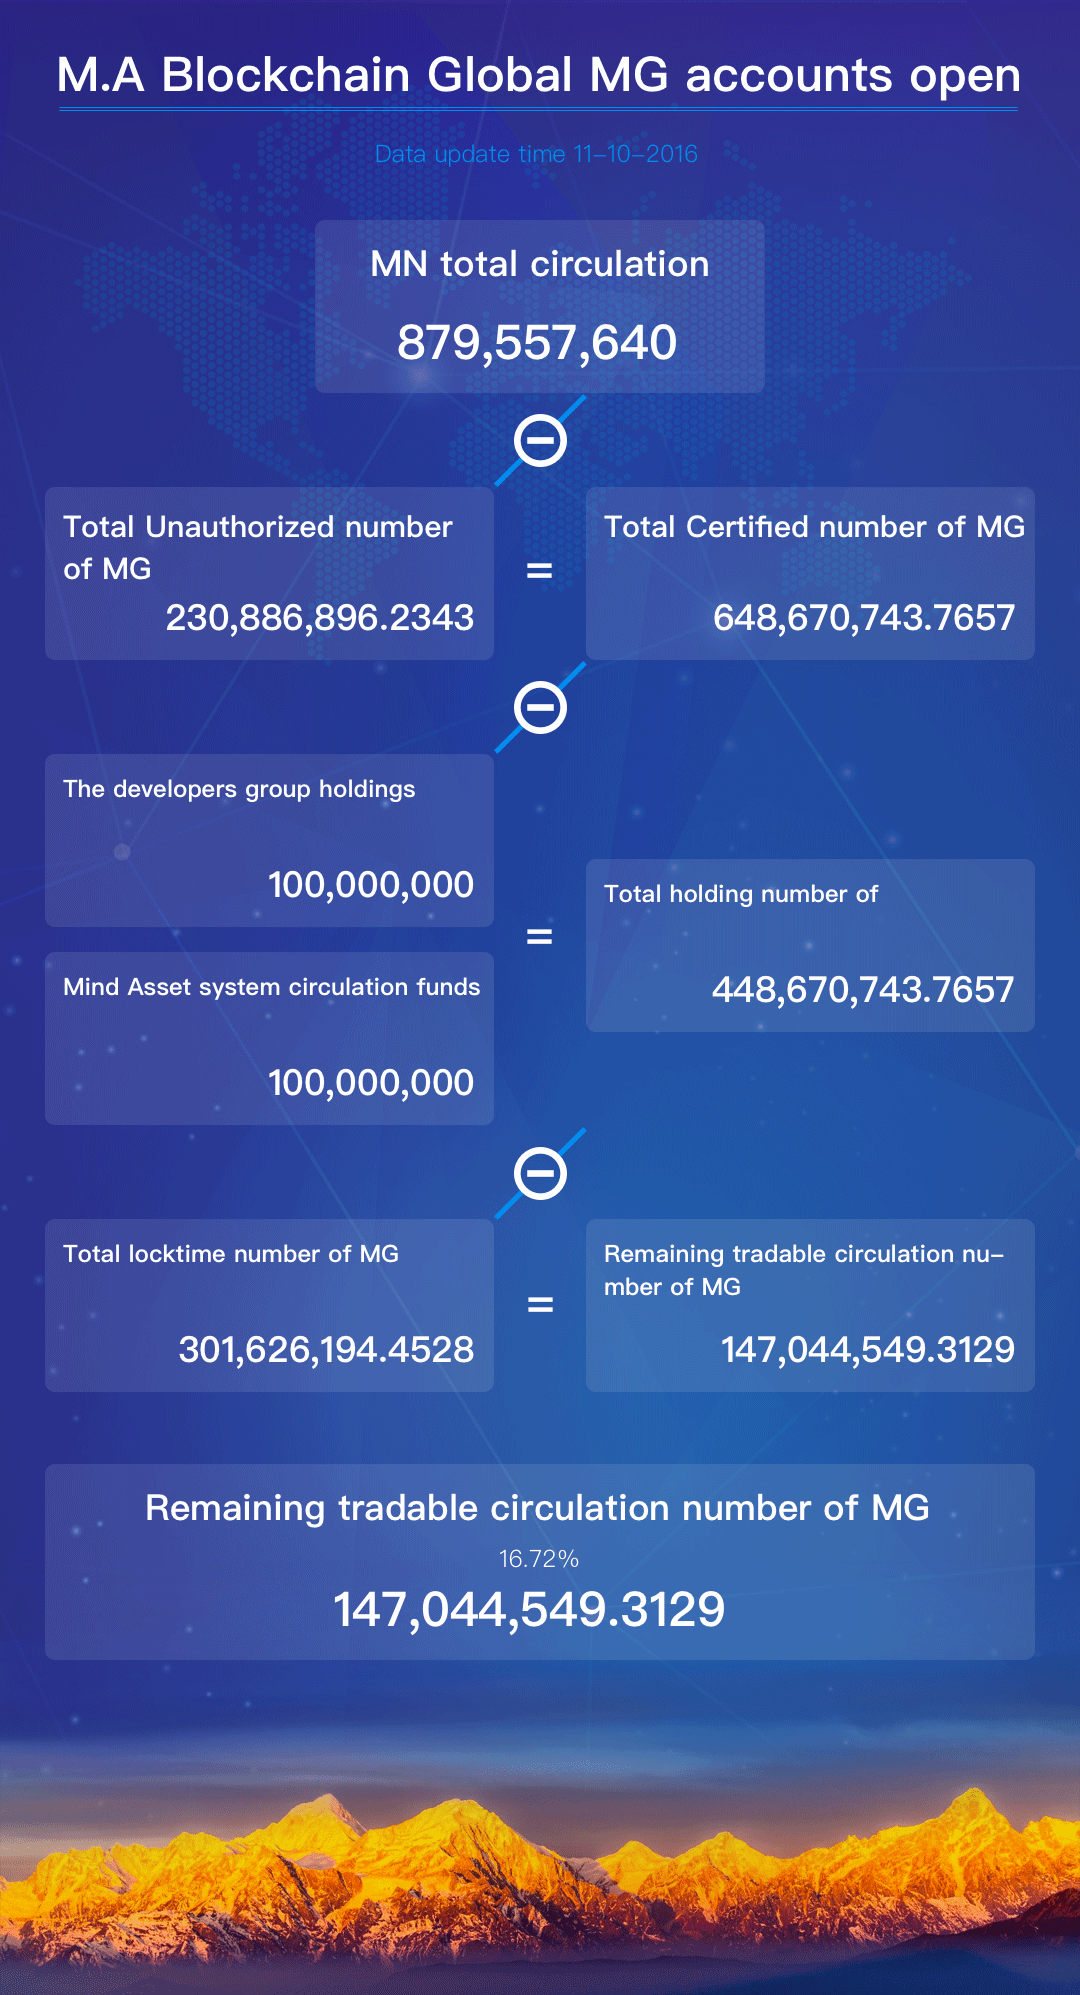 M.A Blockchain Global MG accounts open
Data update time 11-10-2016
MN total circulation
879,557,640
Total Unauthorized number
of MG
230,886,896.2343
=
Total Certified number of MG
648,670,743.7657
The developers group holdings
100,000,000
Mind Asset system circulation funds
100,000,000
=
Total holding number of
448,670,743.7657
Total locktime number of MG
301,626,194.4528
=
Remaining tradable circulation nu-
mber of MG
147,044,549.3129
Remaining tradable circulation number of MG
16.72%
147,044,549.3129